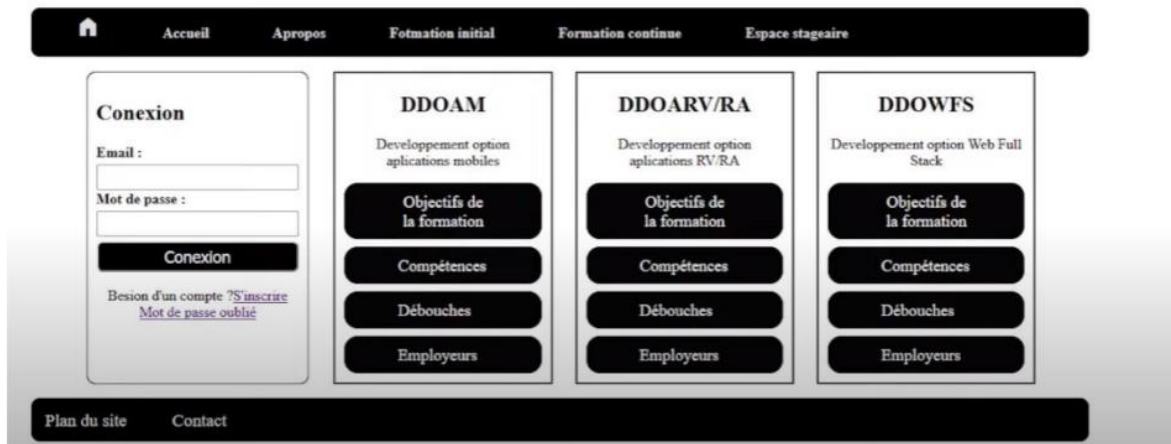 Accueil Apropos Fotmation initial Formation continue Espace stageaire
Conexion
Email :
Mot de passe :
Conexion
Besion d'un compte ?S'inscrire
Mot de passe oublié
DDOAM
Developpement option
aplications mobiles
Objectifs de
la formation
Compétences
Débouches
Employeurs
DDOARV/RA
Developpement option
aplications RV/RA
Objectifs de
la formation
Compétences
Débouches
Employeurs
DDOWFS
Developpement option Web Full
Stack
Objectifs de
la formation
Compétences
Débouches
Employeurs
Plan du site Contact